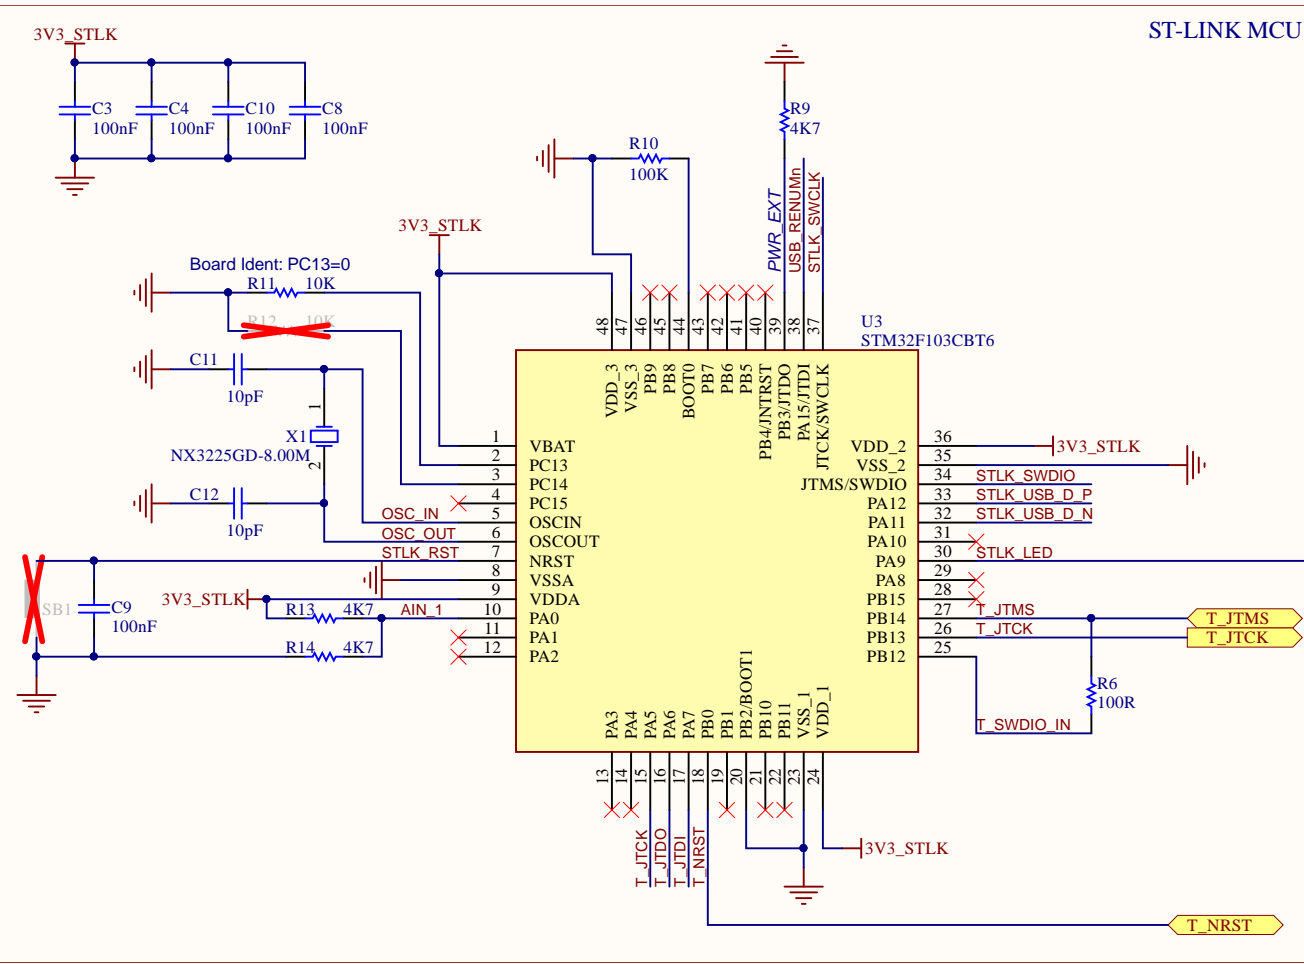 ST-LINK MCU
3V3_STLK
C3
100nF
C4
100nF
C10
100nF
C8
100nF
R9
4K7
R10
100K
PWR_EXT
USB_RENUMn
STLK_SWCLK
3V3_STLK
Board Ident: PC13=0
R11 10K
R12 10K
C11
10pF
1
X1
NX3225GD-8.00M
2
C12
10pF
OSC_IN
OSC_OUT
STLK_RST
SB1
C9
100nF
3V3_STLK
R13 4K7
AIN_1
R14 4K7
U3
STM32F103CBT6
48 47 46 45 44 43 42 41 40 39 38 37
VDD_3
VSS_3
PB9
PB8
BOOT0
PB7
PB6
PB5
PB4/JNTRST
PB3/JTDO
PA15/JTDI
JTCK/SWCLK
1 VBAT
2 PC13
3 PC14
4 PC15
5 OSCIN
6 OSCOUT
7 NRST
8 VSSA
9 VDDA
10 PA0
11 PA1
12 PA2
VDD_2 36 3V3_STLK
VSS_2 35
JTMS/SWDIO 34 STLK_SWDIO
PA12 33 STLK_USB_D_P
PA11 32 STLK_USB_D_N
PA10 31
PA9 30 STLK_LED
PA8 29
PB15 28
PB14 27 T_JTMS T_JTMS
PB13 26 T_JTCK T_JTCK
PB12 25
R6
100R
T_SWDIO_IN
PA3
PA4
PA5
PA6
PA7
PB0
PB1
PB2/BOOT1
PB10
PB11
VSS_1
VDD_1
13 14 15 16 17 18 19 20 21 22 23 24
T_JTCK
T_JTDO
T_JTDI
T_NRST
3V3_STLK
T_NRST